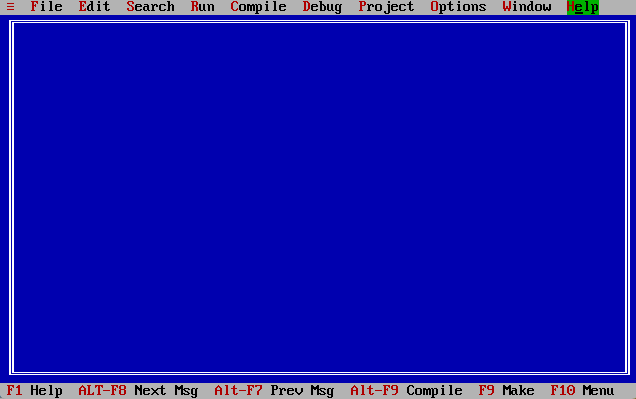 ≡ File Edit Search Run Compile Debug Project Options Window Help
F1 Help ALT-F8 Next Msg Alt-F7 Prev Msg Alt-F9 Compile F9 Make F10 Menu